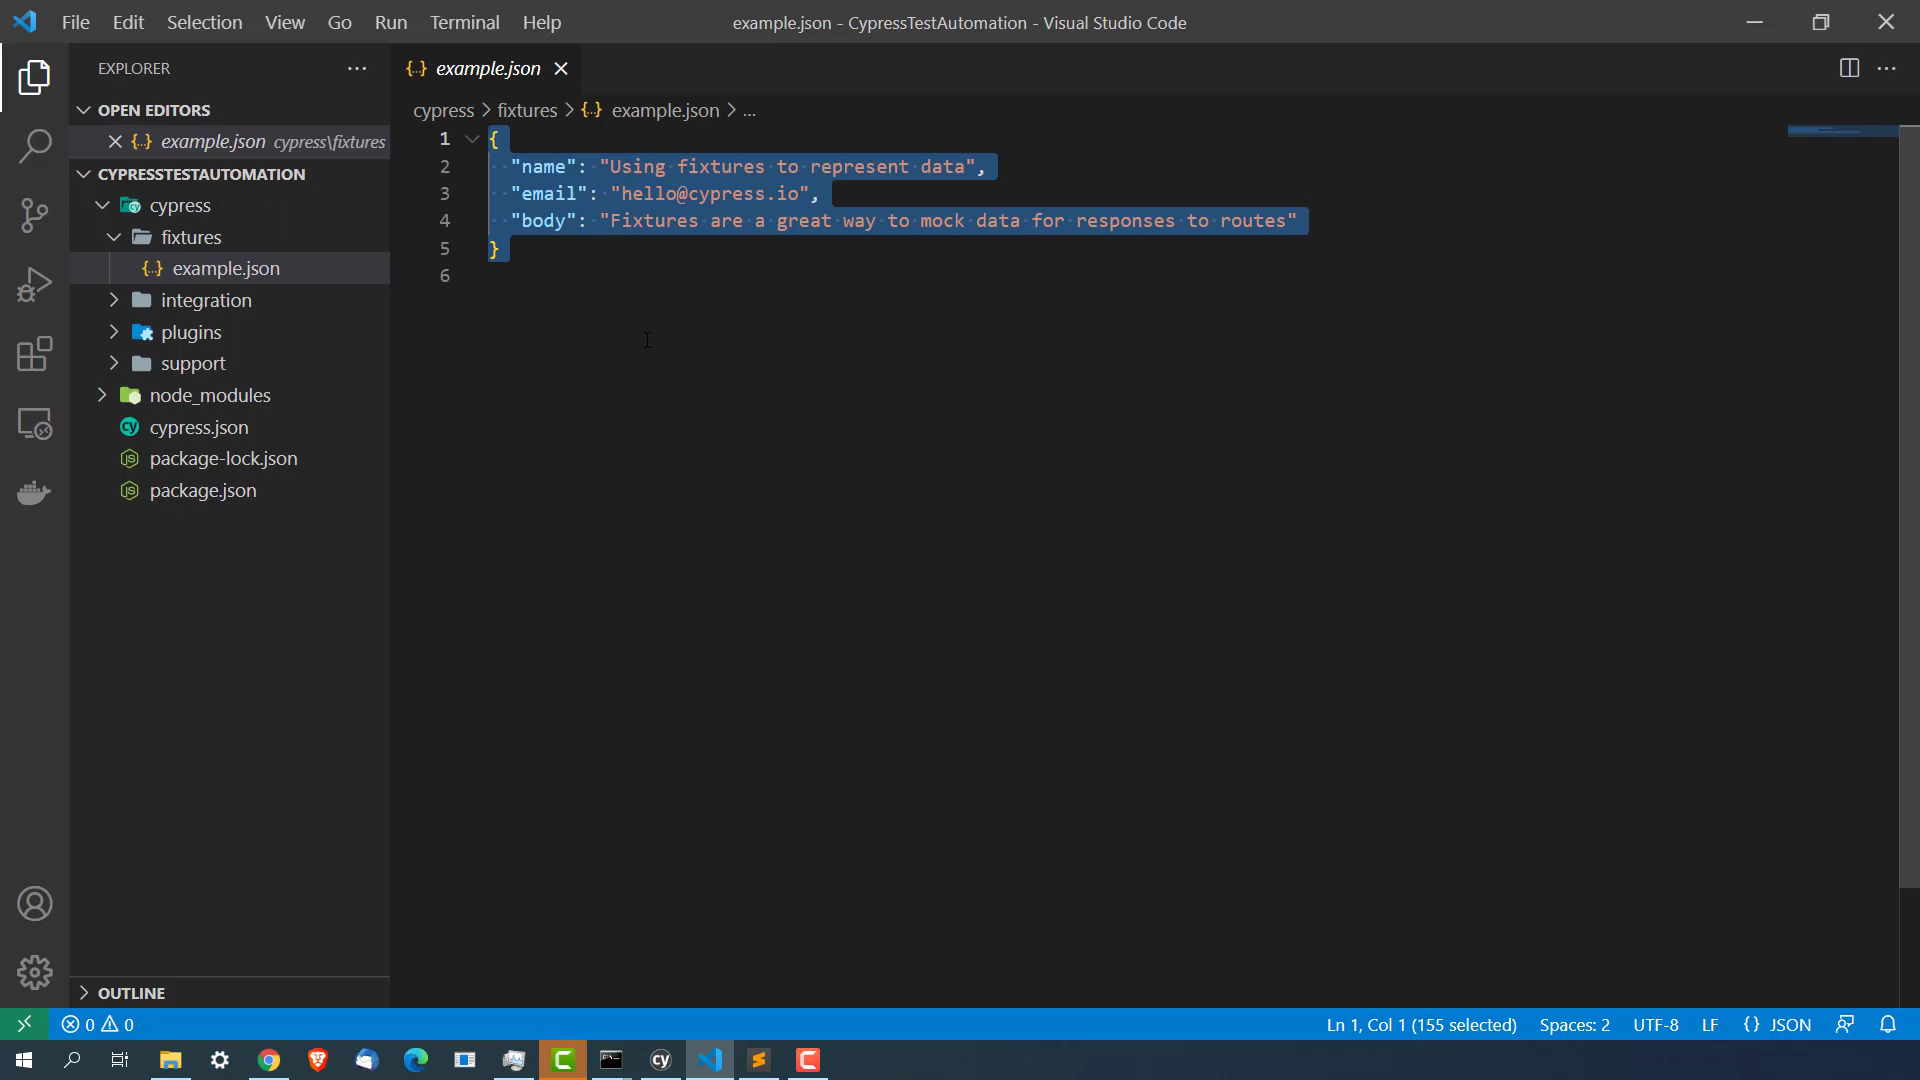 File Edit Selection View Go Run Terminal Help
example.json - CypressTestAutomation - Visual Studio Code
EXPLORER
OPEN EDITORS
example.json cypress\fixtures
CYPRESSTESTAUTOMATION
cypress
fixtures
example.json
integration
plugins
support
node_modules
cypress.json
package-lock.json
package.json
OUTLINE
example.json
cypress > fixtures > {..} example.json > ...
1 {
2 "name": "Using fixtures to represent data",
3 "email": "hello@cypress.io",
4 "body": "Fixtures are a great way to mock data for responses to routes"
5 }
6
0 0
Ln 1, Col 1 (155 selected) Spaces: 2 UTF-8 LF {} JSON
cy